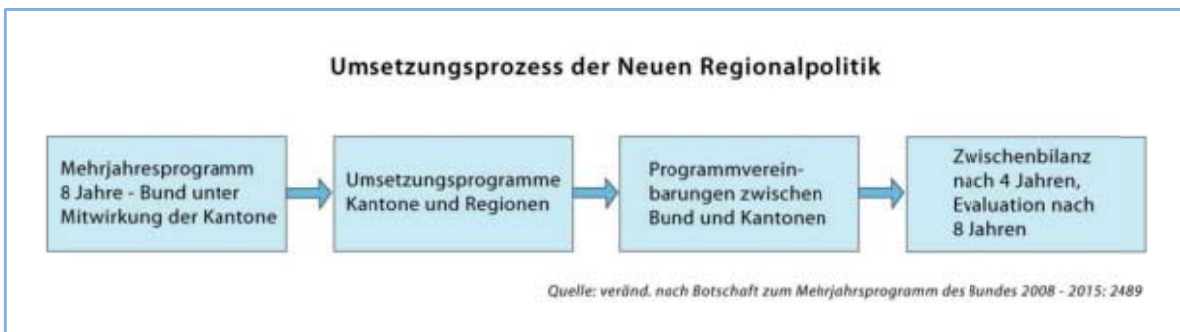 Umsetzungsprozess der Neuen Regionalpolitik
Mehrjahresprogramm
8 Jahre - Bund unter
Mitwirkung der Kantone
Umsetzungsprogramme
Kantone und Regionen
Programmverein-
barungen zwischen
Bund und Kantonen
Zwischenbilanz
nach 4 Jahren,
Evaluation nach
8 Jahren
Quelle: veränd. nach Botschaft zum Mehrjahrsprogramm des Bundes 2008 - 2015: 2489